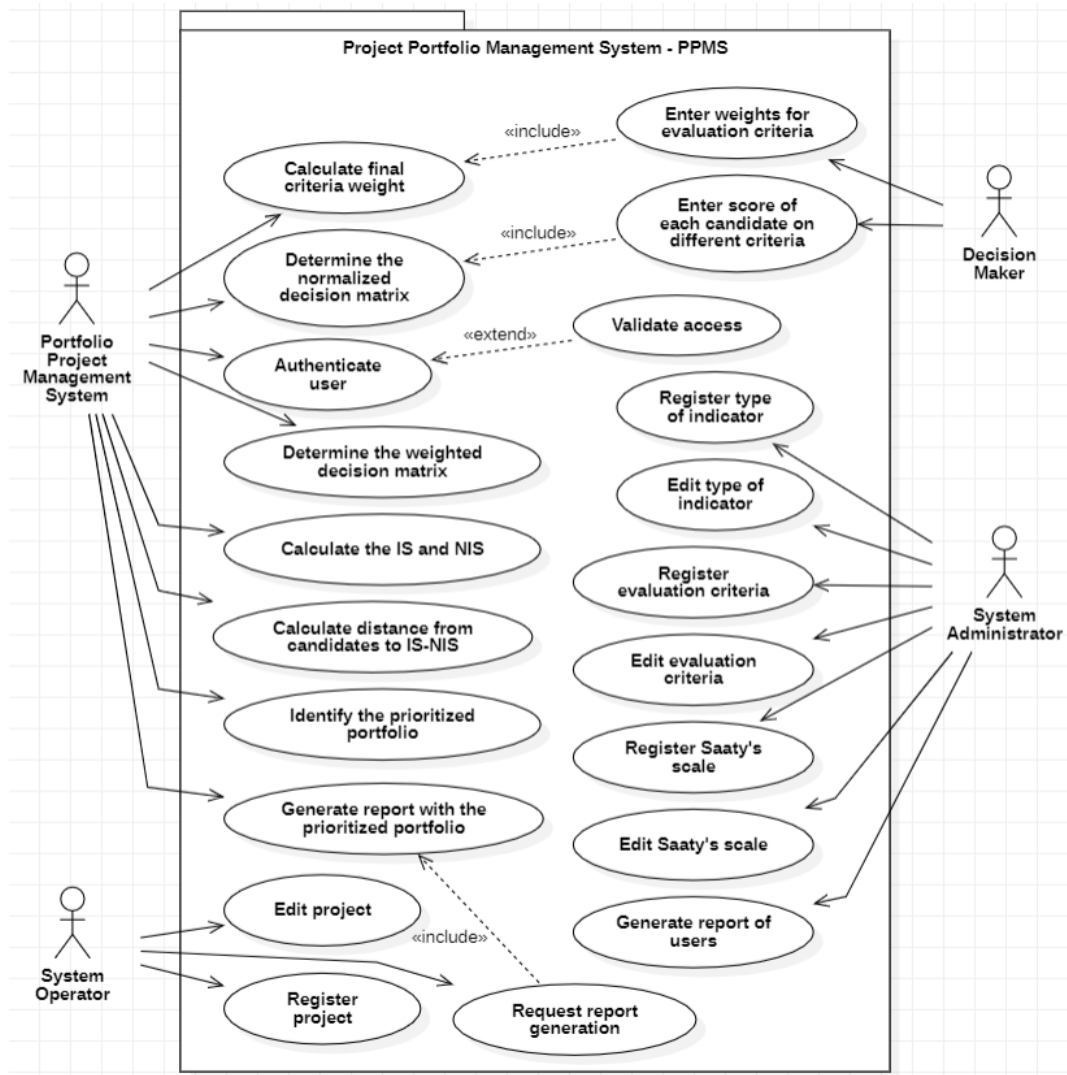 Project Portfolio Management System - PPMS
Enter weights for
evaluation criteria
«include»
Calculate final
criteria weight
Enter score of
each candidate on
different criteria
«include»
Decision
Maker
Determine the
normalized
decision matrix
Validate access
«extend»
Portfolio
Project
Management
System
Authenticate
user
Register type
of indicator
Determine the weighted
decision matrix
Edit type of
indicator
Calculate the IS and NIS
Register
evaluation criteria
System
Administrator
Calculate distance from
candidates to IS-NIS
Edit evaluation
criteria
Identify the prioritized
portfolio
Register Saaty's
scale
Generate report with the
prioritized portfolio
Edit Saaty's scale
Edit project
«include»
Generate report of
users
System
Operator
Register
project
Request report
generation